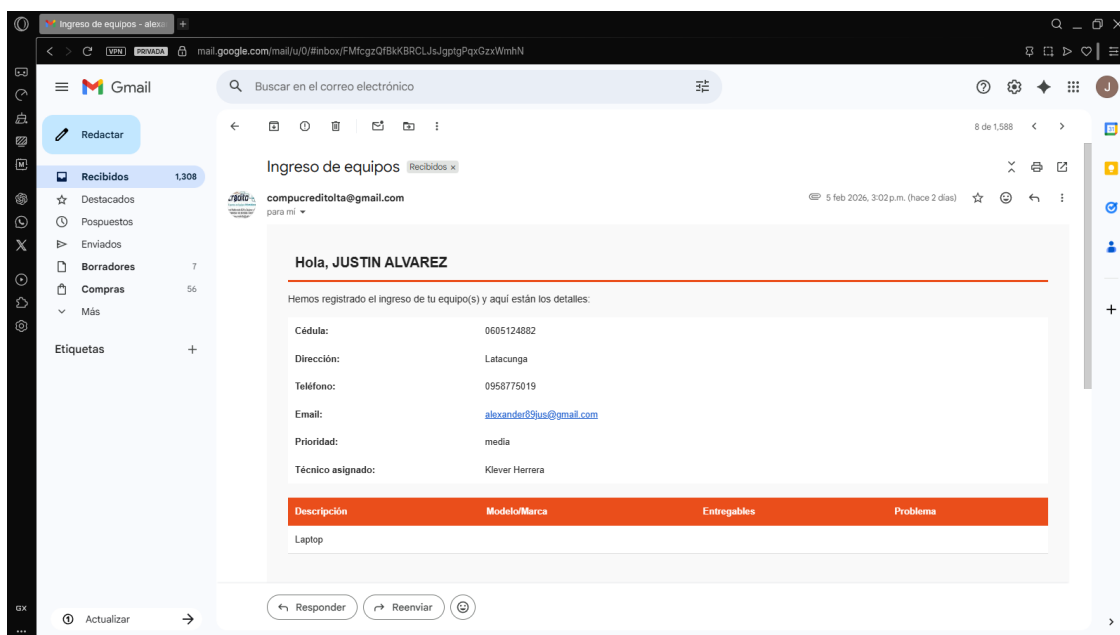 Ingreso de equipos - alexa
VPN PRIVADA mail.google.com/mail/u/0/#inbox/FMfcgzQfBkKBRCLJsJgptgPqxGzxWmhN
Gmail
Buscar en el correo electrónico
J
Redactar
8 de 1,588
31
Ingreso de equipos Recibidos x
Recibidos 1,308
compucreditolta@gmail.com 5 feb 2026, 3:02 p.m. (hace 2 días)
Destacados
para mí
Pospuestos
Enviados
Borradores 7
Compras 56
Más
Etiquetas
Hola, JUSTIN ALVAREZ
Hemos registrado el ingreso de tu equipo(s) y aquí están los detalles:
Cédula: 0605124882
Dirección: Latacunga
Teléfono: 0958775019
Email: alexander89jus@gmail.com
Prioridad: media
Técnico asignado: Klever Herrera
Descripción Modelo/Marca Entregables Problema
Laptop
Responder Reenviar
GX
Actualizar